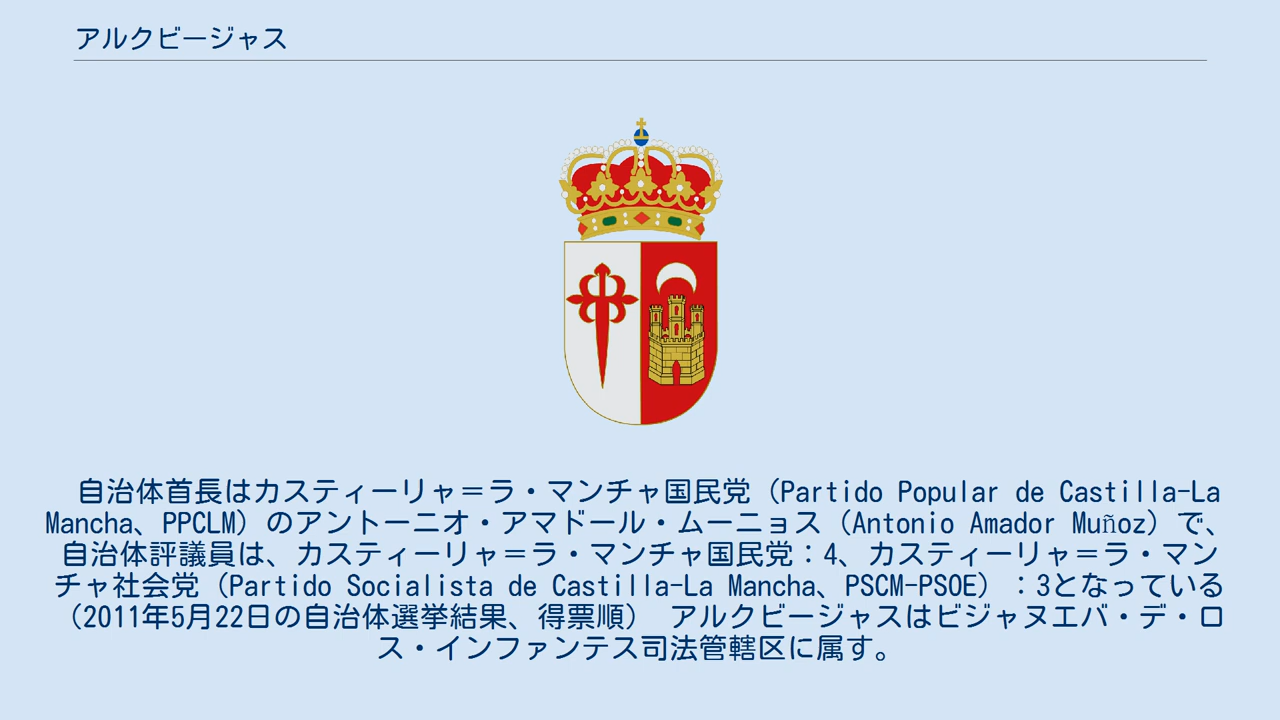 アルクビージャス
自治体首長はカスティーリャ＝ラ・マンチャ国民党（Partido Popular de Castilla-La
Mancha、PPCLM）のアントーニオ・アマドール・ムーニョス（Antonio Amador Muñoz）で、
自治体評議員は、カスティーリャ＝ラ・マンチャ国民党：4、カスティーリャ＝ラ・マン
チャ社会党（Partido Socialista de Castilla-La Mancha、PSCM-PSOE）：3となっている
（2011年5月22日の自治体選挙結果、得票順） アルクビージャスはビジャヌエバ・デ・ロ
ス・インファンテス司法管轄区に属す。